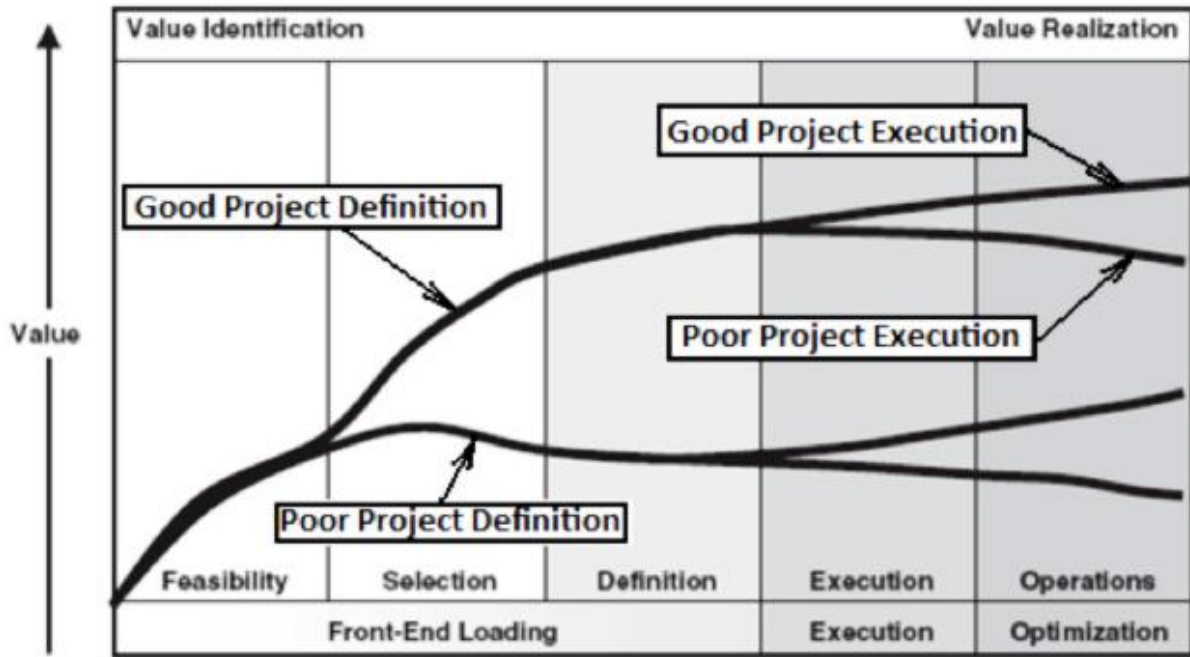 Value Identification
Value Realization
Good Project Execution
Good Project Definition
Value
Poor Project Execution
Poor Project Definition
Feasibility
Selection
Definition
Execution
Operations
Front-End Loading
Execution
Optimization